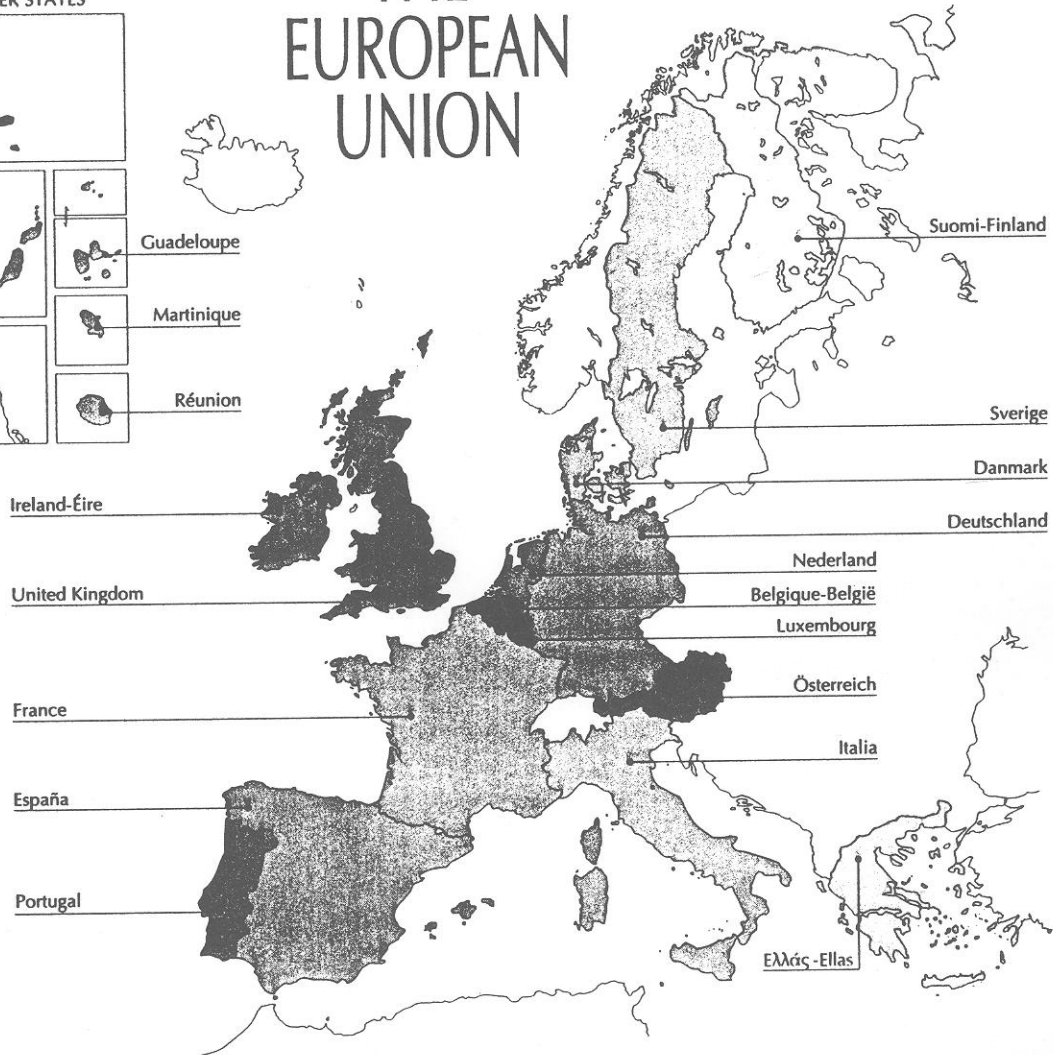 STATES
EUROPEAN
UNION
Guadeloupe
Martinique
Réunion
Ireland-Éire
United Kingdom
France
España
Portugal
Suomi-Finland
Sverige
Danmark
Deutschland
Nederland
Belgique-België
Luxembourg
Österreich
Italia
Ελλάς-Ellas